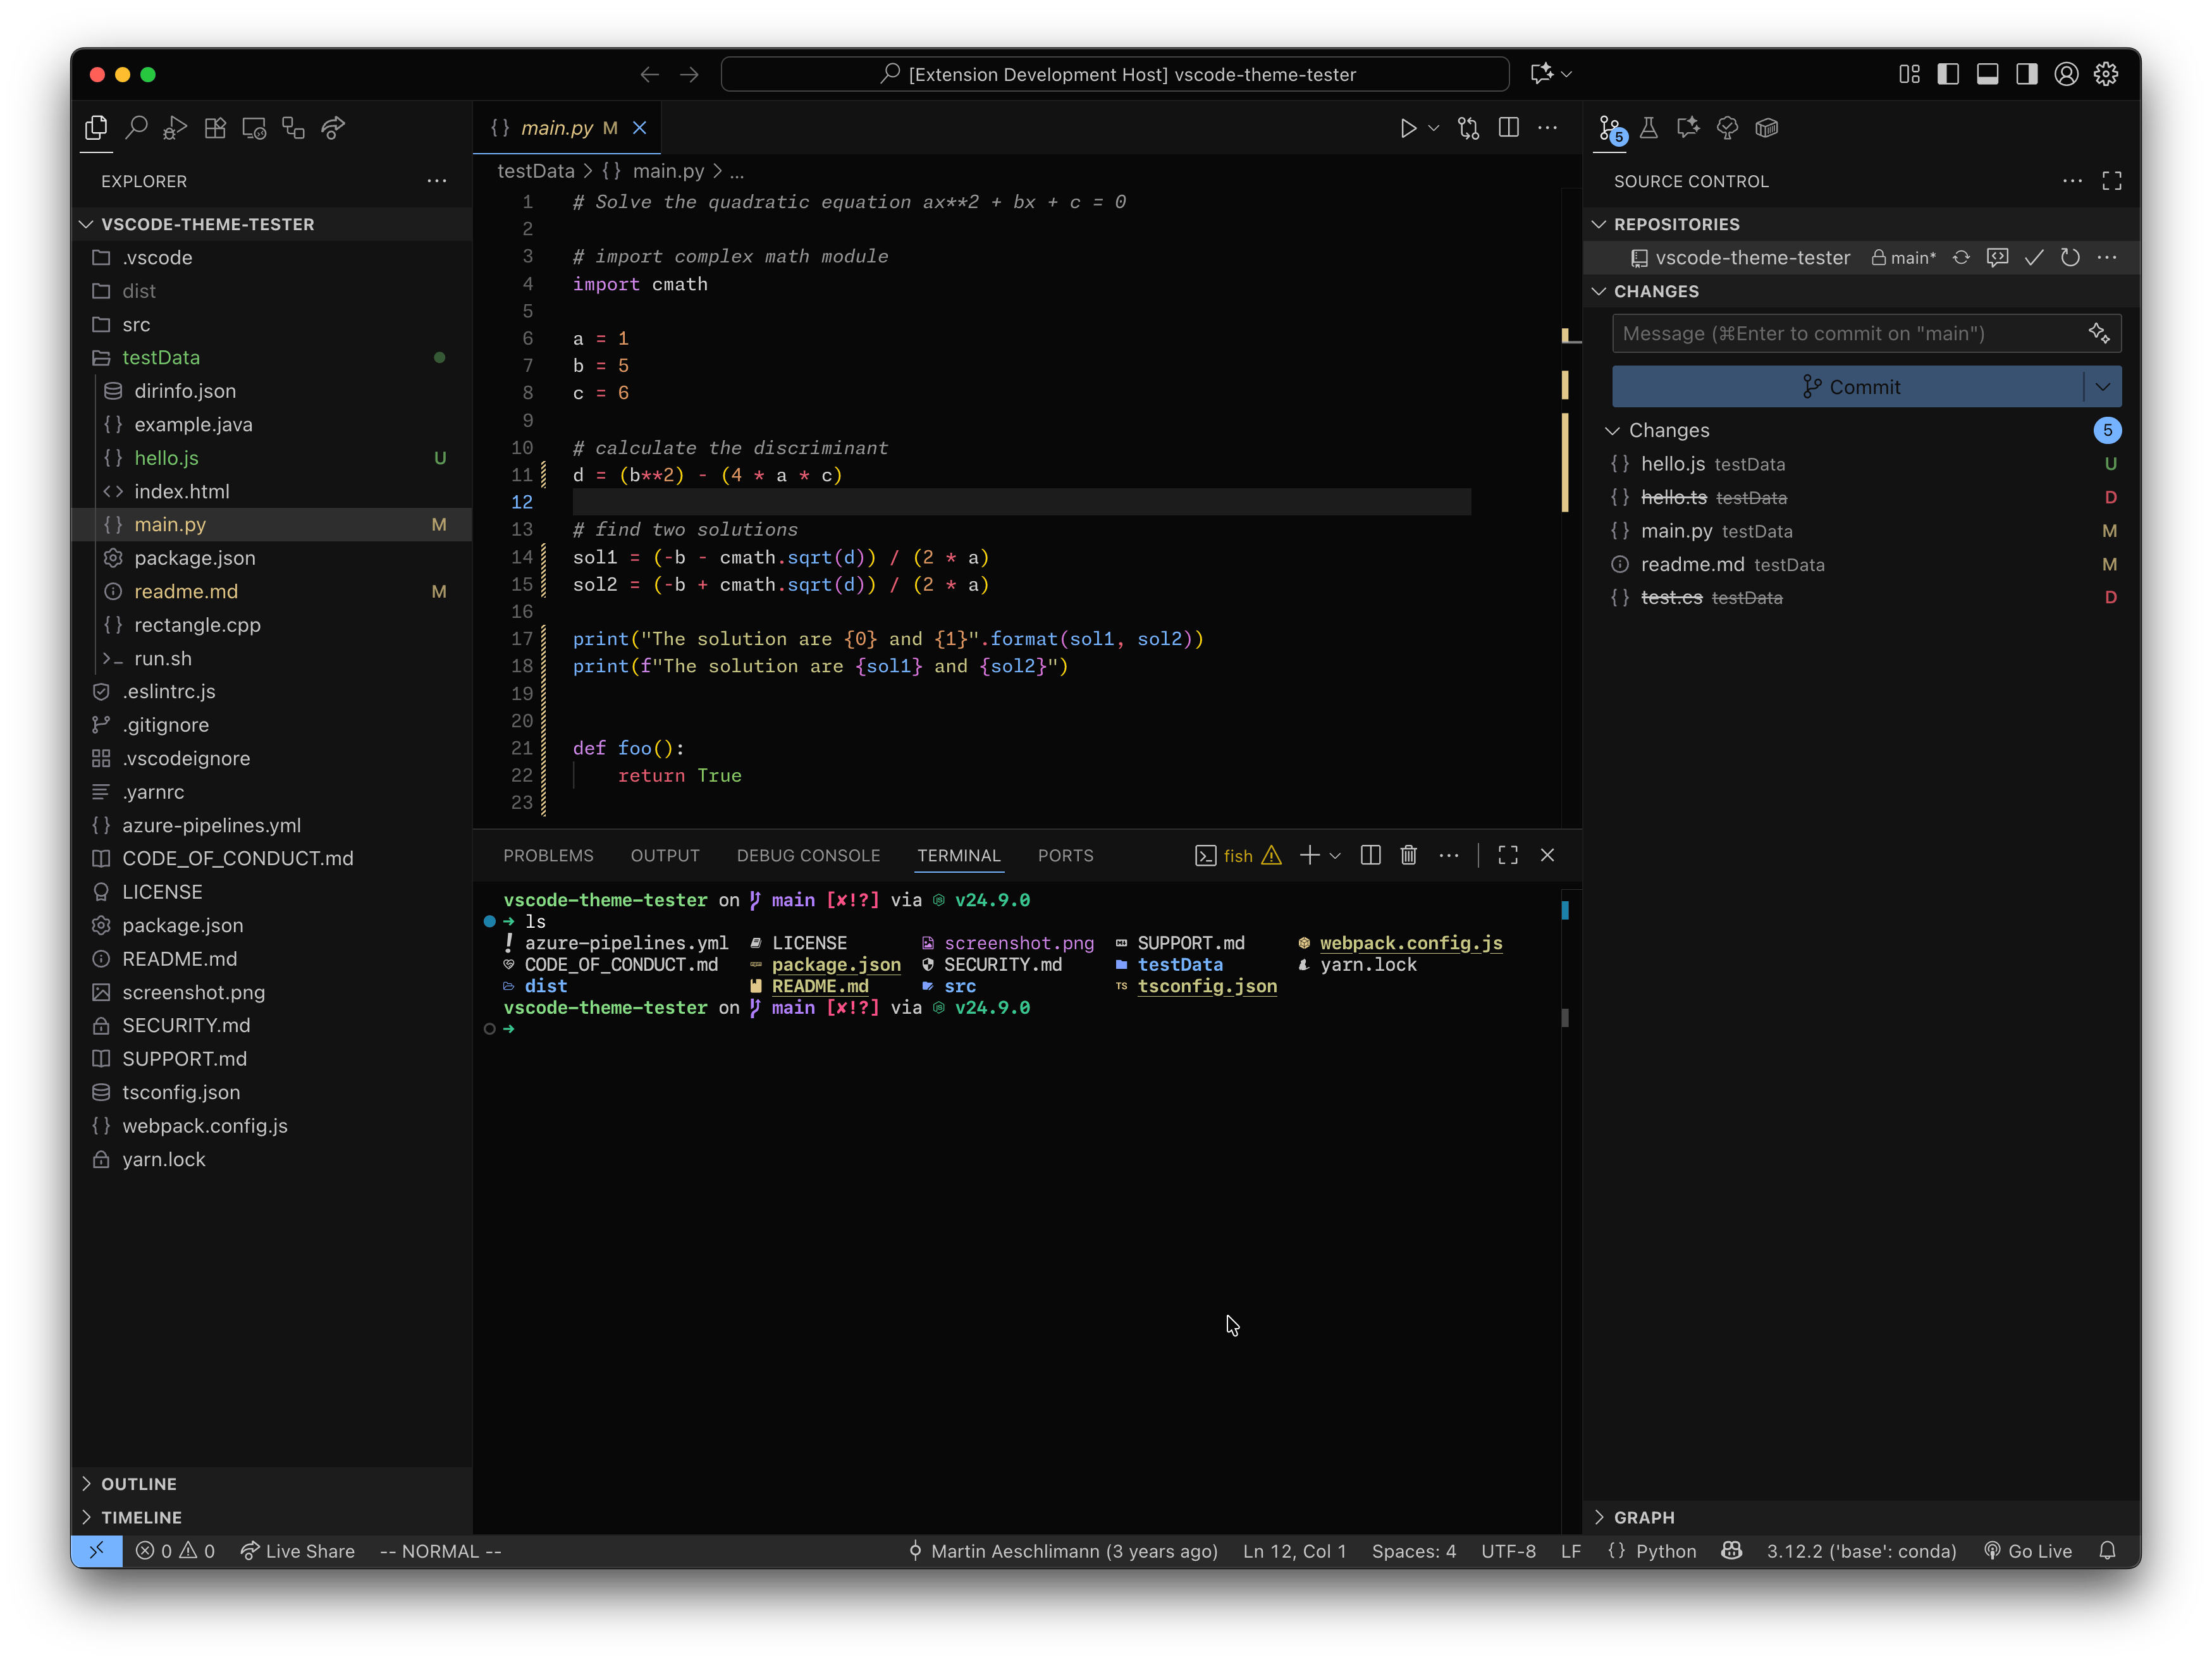 [Extension Development Host] vscode-theme-tester
EXPLORER
VSCODE-THEME-TESTER
.vscode
dist
src
testData
dirinfo.json
example.java
hello.js U
index.html
main.py M
package.json
readme.md M
rectangle.cpp
run.sh
.eslintrc.js
.gitignore
.vscodeignore
.yarnrc
azure-pipelines.yml
CODE_OF_CONDUCT.md
LICENSE
package.json
README.md
screenshot.png
SECURITY.md
SUPPORT.md
tsconfig.json
webpack.config.js
yarn.lock
OUTLINE
TIMELINE
{} main.py M
testData > {} main.py > ...
1 # Solve the quadratic equation ax**2 + bx + c = 0
2
3 # import complex math module
4 import cmath
5
6 a = 1
7 b = 5
8 c = 6
9
10 # calculate the discriminant
11 d = (b**2) - (4 * a * c)
12
13 # find two solutions
14 sol1 = (-b - cmath.sqrt(d)) / (2 * a)
15 sol2 = (-b + cmath.sqrt(d)) / (2 * a)
16
17 print("The solution are {0} and {1}".format(sol1, sol2))
18 print(f"The solution are {sol1} and {sol2}")
19
20
21 def foo():
22     return True
23
PROBLEMS OUTPUT DEBUG CONSOLE TERMINAL PORTS fish
vscode-theme-tester on main [✘!?] via v24.9.0
➜ ls
azure-pipelines.yml LICENSE screenshot.png SUPPORT.md webpack.config.js
CODE_OF_CONDUCT.md package.json SECURITY.md testData yarn.lock
dist README.md src TS tsconfig.json
vscode-theme-tester on main [✘!?] via v24.9.0
➜
5
SOURCE CONTROL
REPOSITORIES
vscode-theme-tester main*
CHANGES
Message (⌘Enter to commit on "main")
Commit
Changes 5
{} hello.js testData U
{} hello.ts testData D
{} main.py testData M
readme.md testData M
{} test.cs testData D
GRAPH
0 0 Live Share -- NORMAL -- Martin Aeschlimann (3 years ago) Ln 12, Col 1 Spaces: 4 UTF-8 LF {} Python 3.12.2 ('base': conda) Go Live